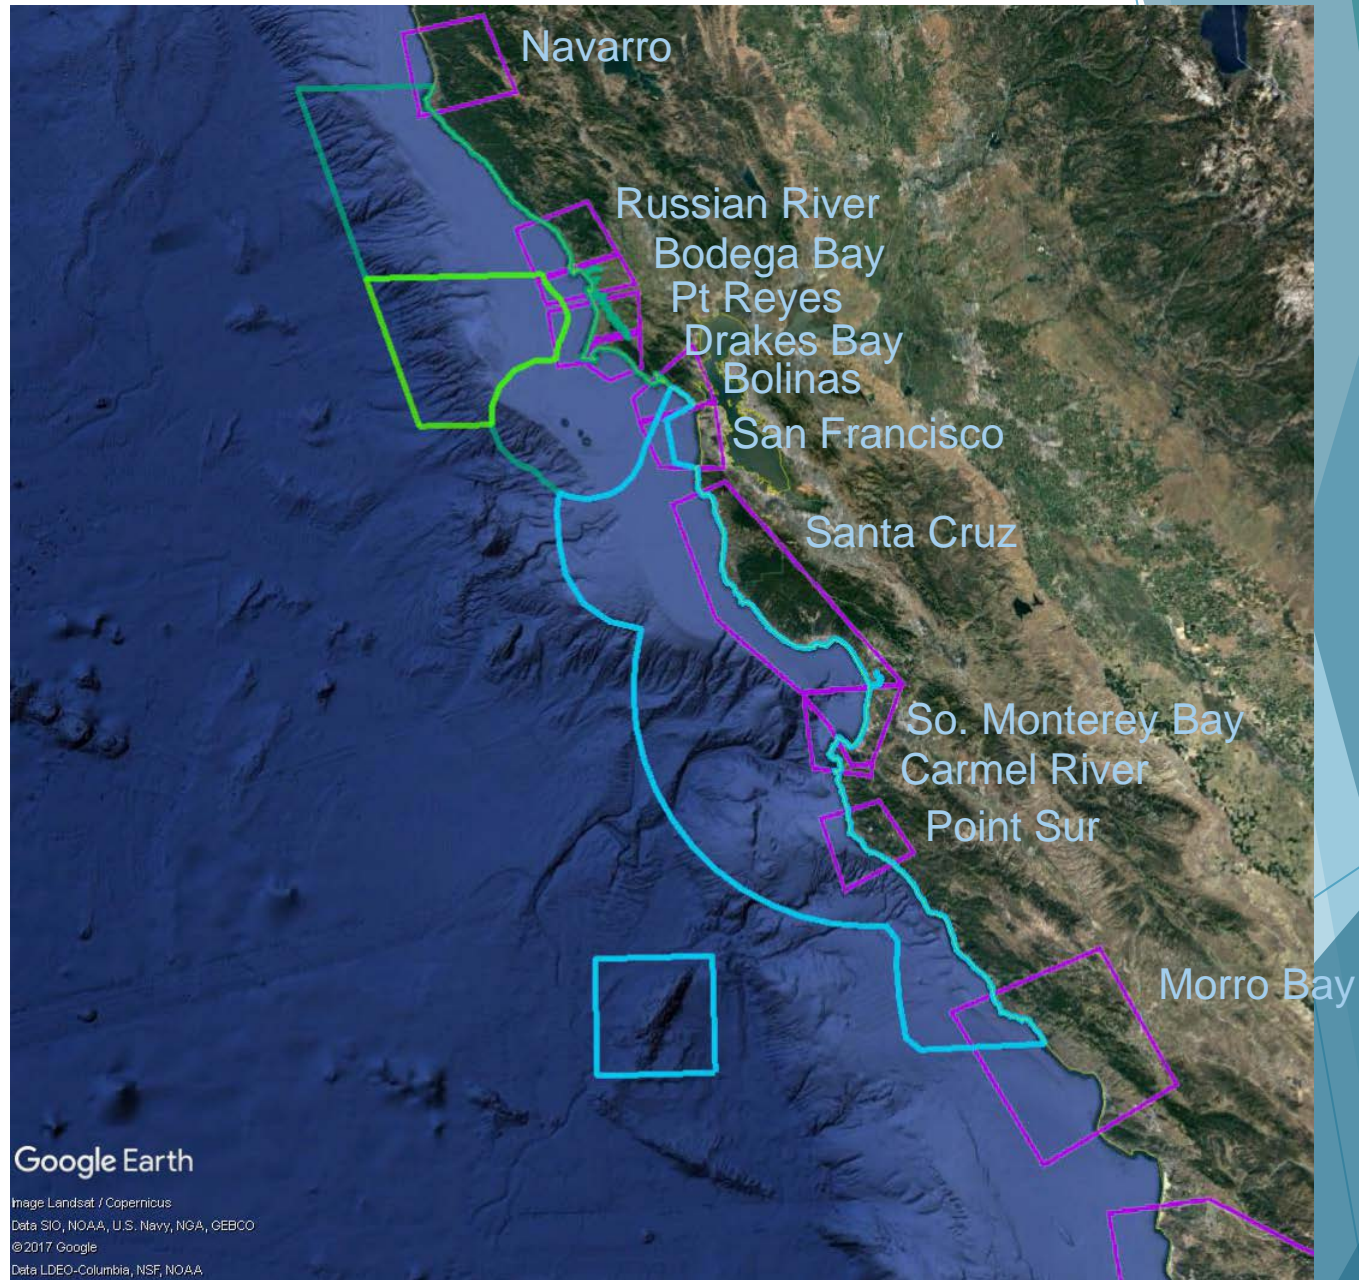 Navarro
Russian River
Bodega Bay
Pt Reyes
Drakes Bay
Bolinas
San Francisco
Santa Cruz
So. Monterey Bay
Carmel River
Point Sur
Morro Bay
Google Earth
Image Landsat / Copernicus
Data SIO, NOAA, U.S. Navy, NGA, GEBCO
©2017 Google
Data LDEO-Columbia, NSF, NOAA